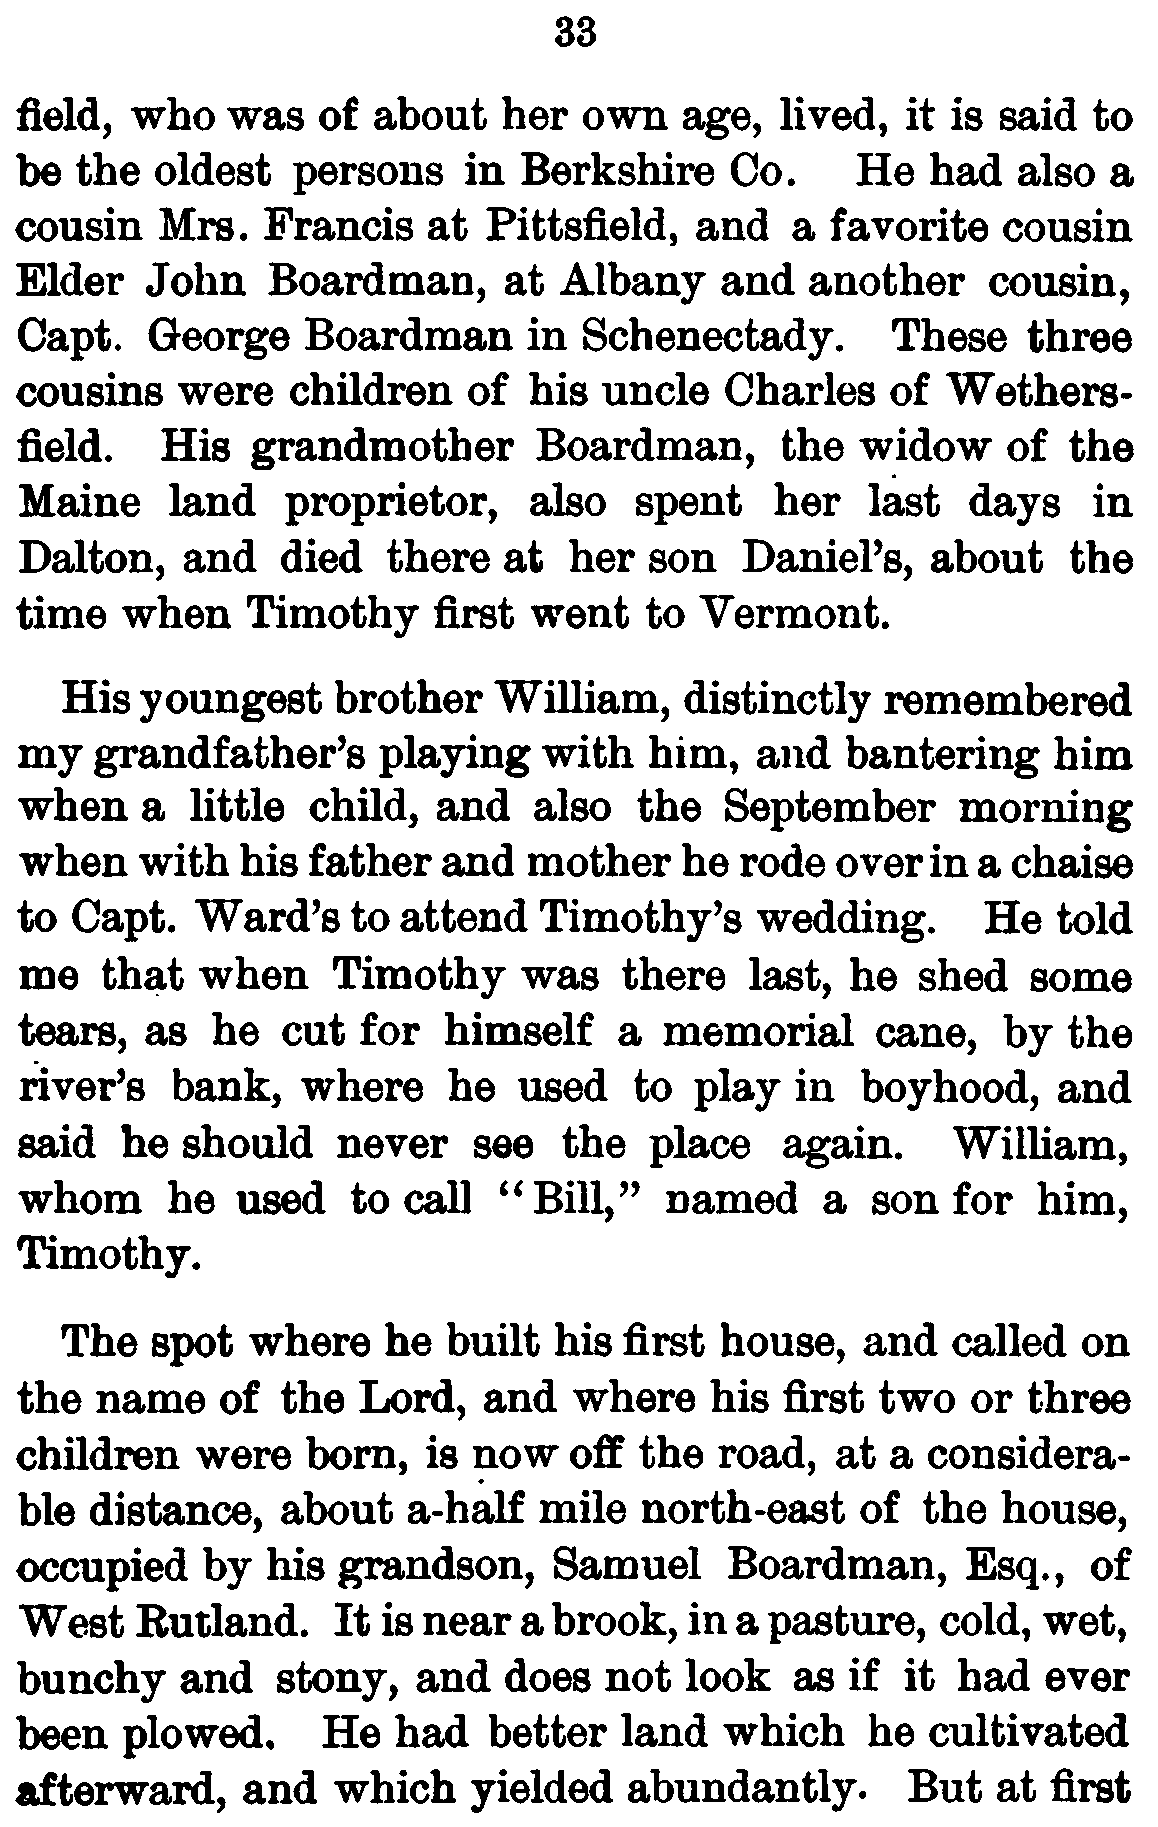 33
field, who was of about her own age, lived, it is said to
be the oldest persons in Berkshire Co. He had also a
cousin Mrs. Francis at Pittsfield, and a favorite cousin
Elder John Boardman, at Albany and another cousin,
Capt. George Boardman in Schenectady. These three
cousins were children of his uncle Charles of Wethers-
field. His grandmother Boardman, the widow of the
Maine land proprietor, also spent her last days in
Dalton, and died there at her son Daniel's, about the
time when Timothy first went to Vermont.
His youngest brother William, distinctly remembered
my grandfather's playing with him, and bantering him
when a little child, and also the September morning
when with his father and mother he rode over in a chaise
to Capt. Ward's to attend Timothy's wedding. He told
me that when Timothy was there last, he shed some
tears, as he cut for himself a memorial cane, by the
river's bank, where he used to play in boyhood, and
said he should never see the place again. William,
whom he used to call "Bill," named a son for him,
Timothy.
The spot where he built his first house, and called on
the name of the Lord, and where his first two or three
children were born, is now off the road, at a considera-
ble distance, about a-half mile north-east of the house,
occupied by his grandson, Samuel Boardman, Esq., of
West Rutland. It is near a brook, in a pasture, cold, wet,
bunchy and stony, and does not look as if it had ever
been plowed. He had better land which he cultivated
afterward, and which yielded abundantly. But at first